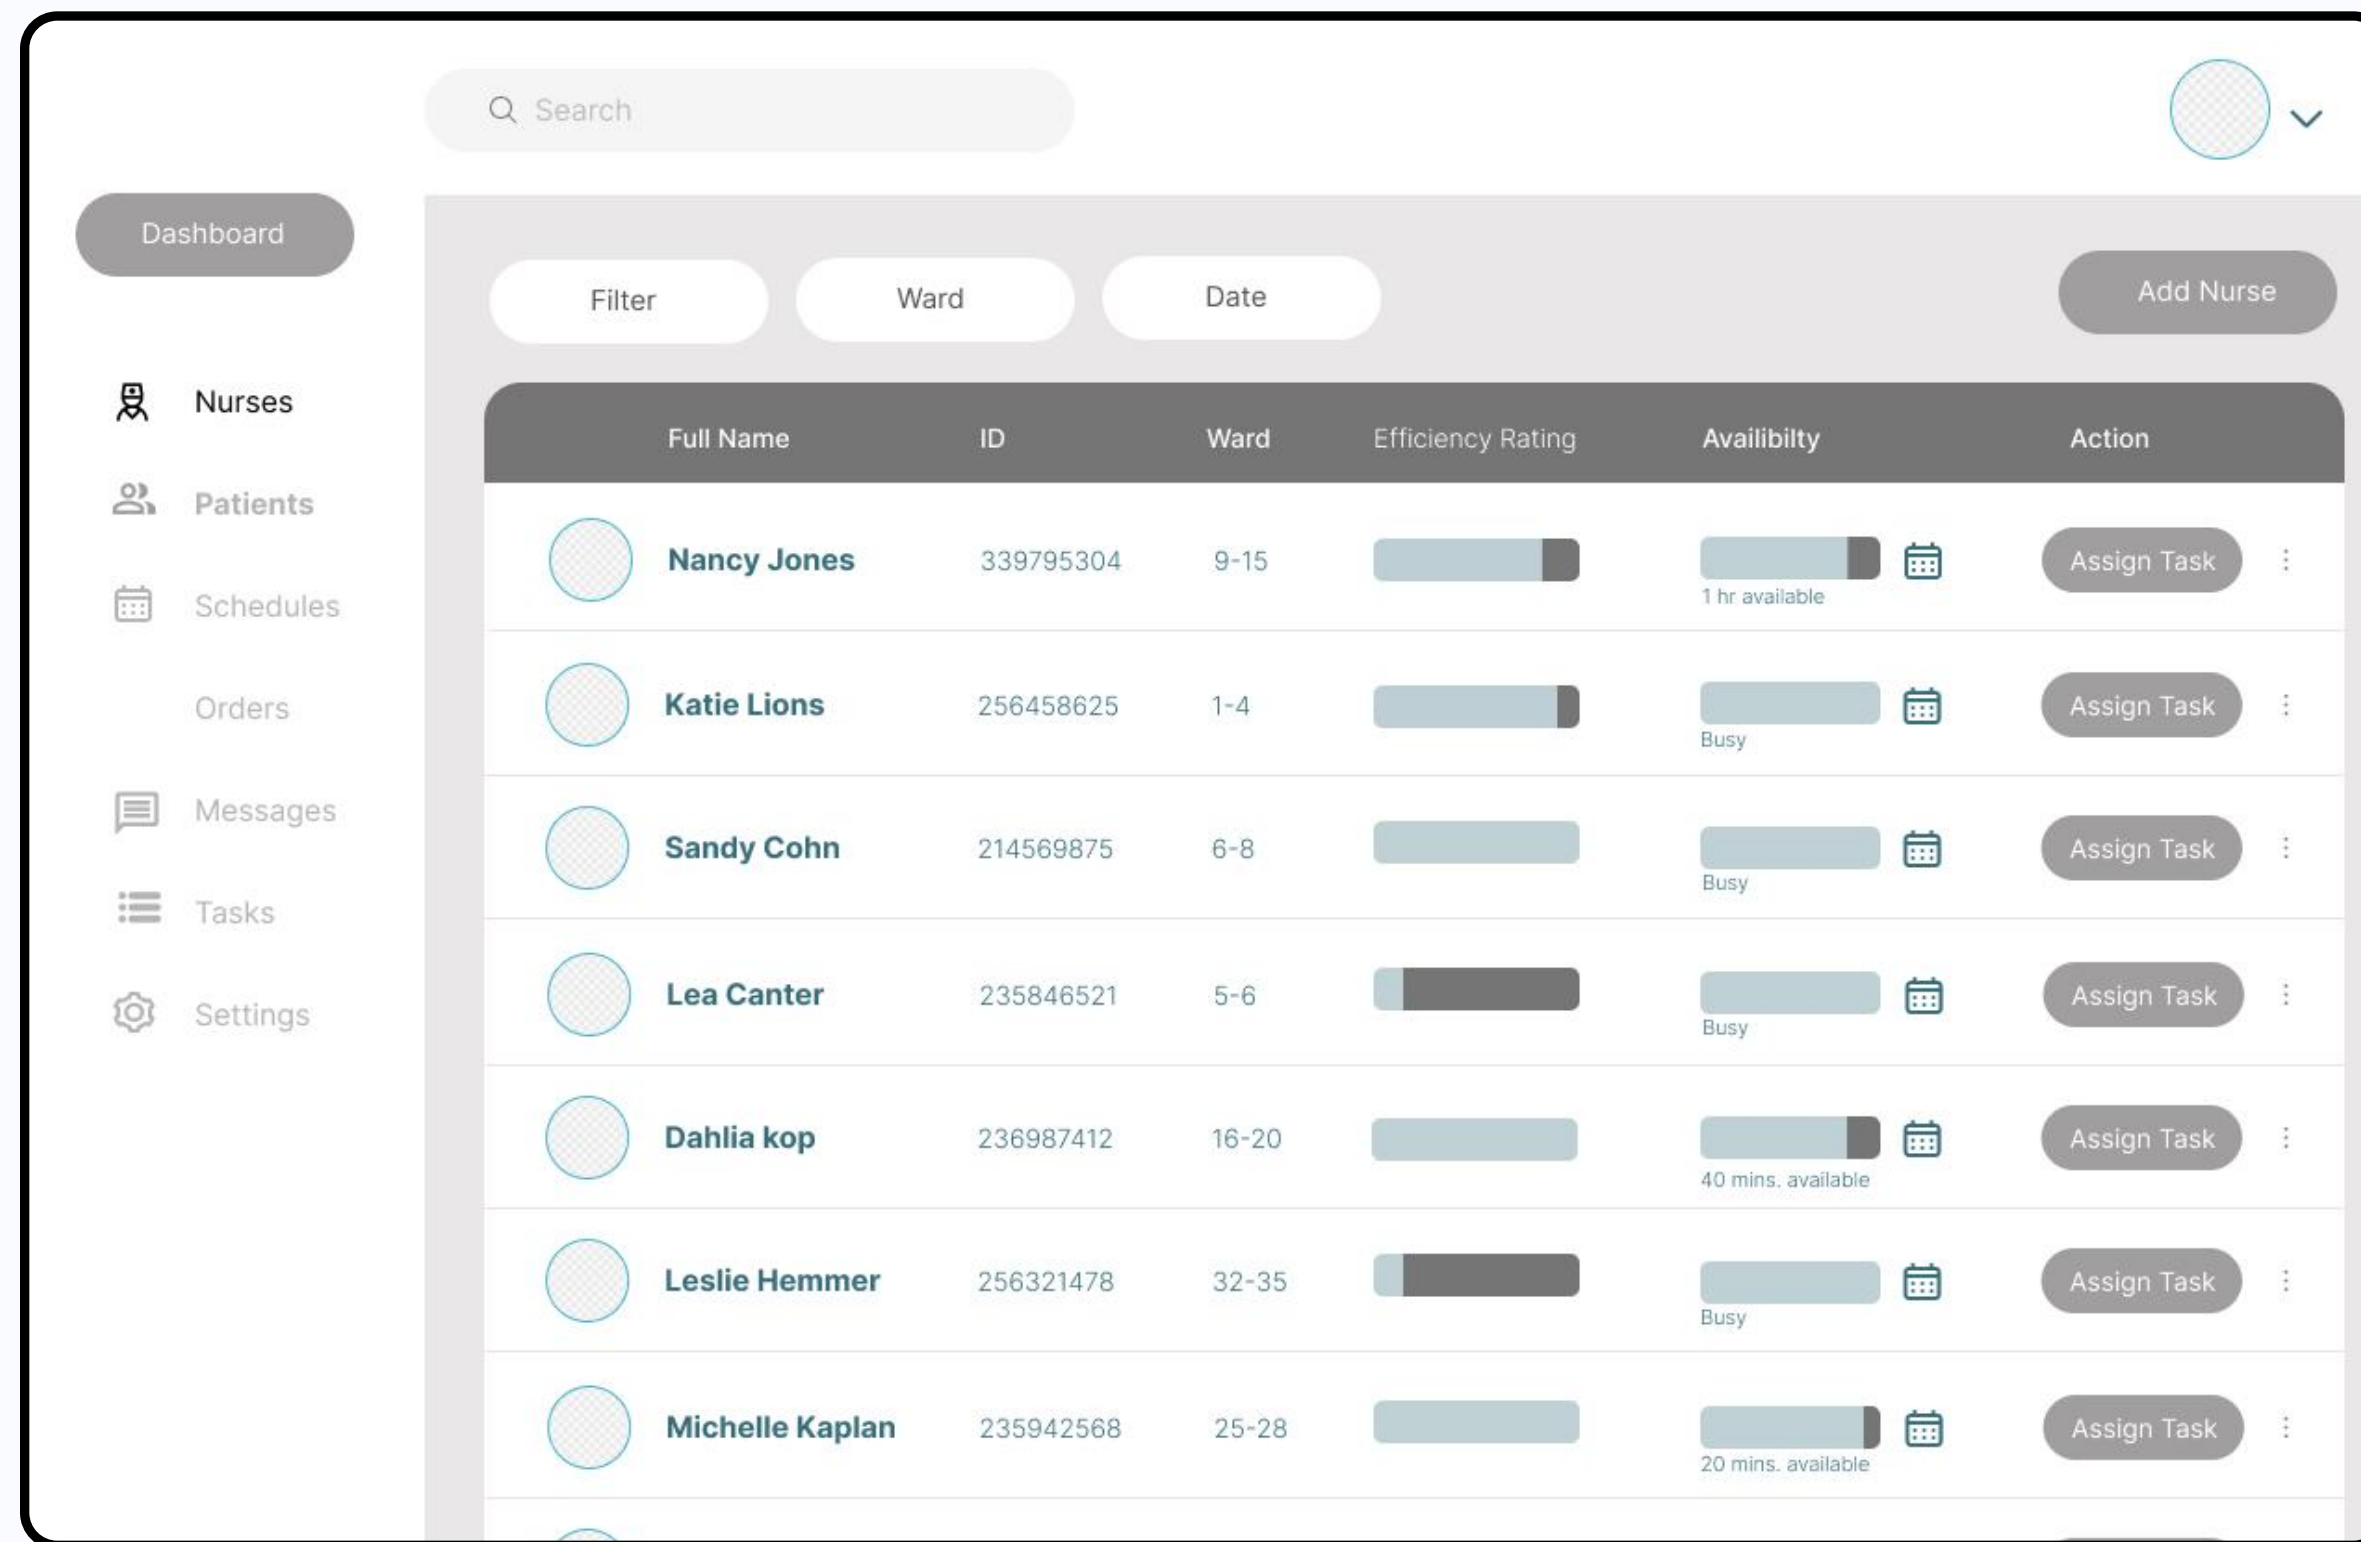 Search
Dashboard
Filter Ward Date Add Nurse
Nurses
Patients
Schedules
Orders
Messages
Tasks
Settings
Full Name ID Ward Efficiency Rating Availibilty Action
Nancy Jones 339795304 9-15 1 hr available Assign Task
Katie Lions 256458625 1-4 Busy Assign Task
Sandy Cohn 214569875 6-8 Busy Assign Task
Lea Canter 235846521 5-6 Busy Assign Task
Dahlia kop 236987412 16-20 40 mins. available Assign Task
Leslie Hemmer 256321478 32-35 Busy Assign Task
Michelle Kaplan 235942568 25-28 20 mins. available Assign Task